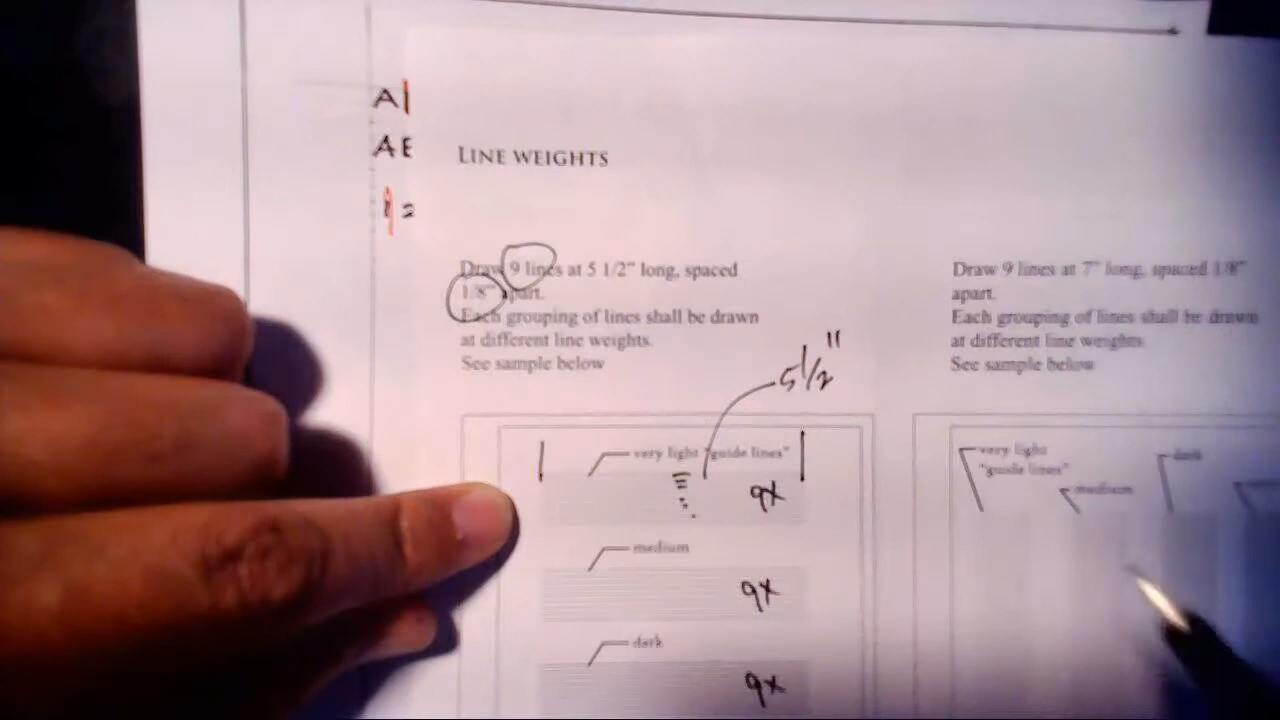 A
AE
LINE WEIGHTS
Draw 9 lines at 5 1/2" long, spaced
1/8" apart.
Each grouping of lines shall be drawn
at different line weights.
See sample below
5 1/2"
very light "guide lines"
9x
medium
9x
dark
9x
Draw 9 lines at 7" long, spaced 1/8"
apart.
Each grouping of lines shall be drawn
at different line weights
See sample below
very light
"guide lines"
medium
dark